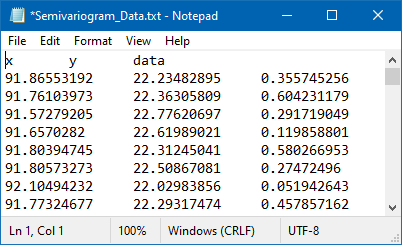 *Semivariogram_Data.txt - Notepad
File Edit Format View Help
x y data
91.86553192 22.23482895 0.355745256
91.76103973 22.36305809 0.604231179
91.57279205 22.77620697 0.291719049
91.6570282 22.61989021 0.119858801
91.80394745 22.31245041 0.580266953
91.80573273 22.50867081 0.27472496
92.10494232 22.02983856 0.051942643
91.77324677 22.29317474 0.457857162
Ln 1, Col 1 100% Windows (CRLF) UTF-8